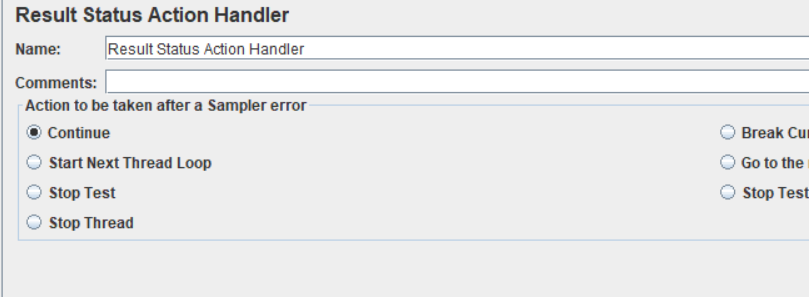 Result Status Action Handler
Name: Result Status Action Handler
Comments:
Action to be taken after a Sampler error
Continue
Break
Start Next Thread Loop
Go to the
Stop Test
Stop Test
Stop Thread